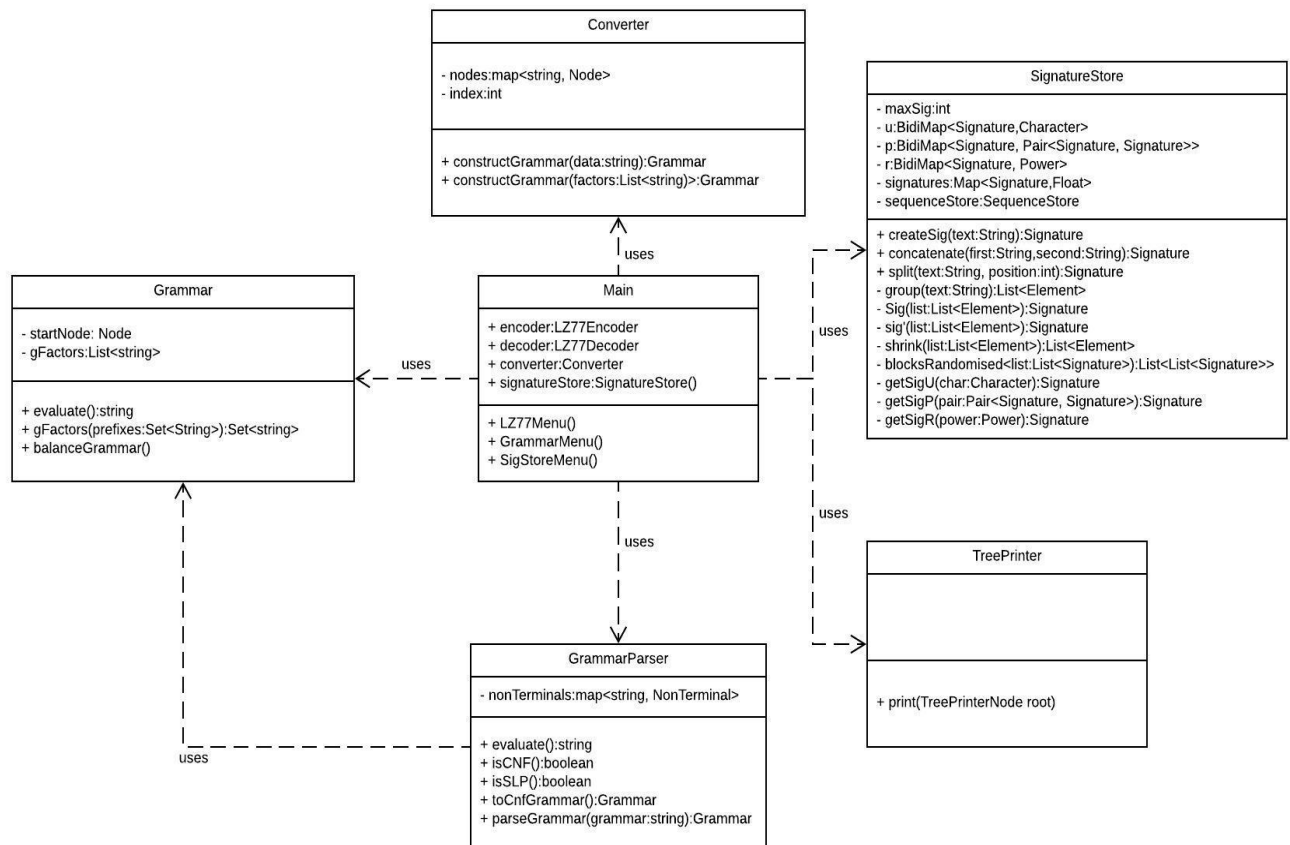 Converter
- nodes:map<string, Node>
- index:int
+ constructGrammar(data:string):Grammar
+ constructGrammar(factors:List<string)>:Grammar
SignatureStore
- maxSig:int
- u:BidiMap<Signature,Character>
- p:BidiMap<Signature, Pair<Signature, Signature>>
- r:BidiMap<Signature, Power>
- signatures:Map<Signature,Float>
- sequenceStore:SequenceStore
+ createSig(text:String):Signature
+ concatenate(first:String,second:String):Signature
+ split(text:String, position:int):Signature
- group(text:String):List<Element>
- Sig(list:List<Element>):Signature
- sig'(list:List<Element>):Signature
- shrink(list:List<Element>):List<Element>
- blocksRandomised<list:List<Signature>):List<List<Signature>>
- getSigU(char:Character):Signature
- getSigP(pair:Pair<Signature, Signature>):Signature
- getSigR(power:Power):Signature
uses
Grammar
- startNode: Node
- gFactors:List<string>
+ evaluate():string
+ gFactors(prefixes:Set<String>):Set<string>
+ balanceGrammar()
uses
Main
+ encoder:LZ77Encoder
+ decoder:LZ77Decoder
+ converter:Converter
+ signatureStore:SignatureStore()
+ LZ77Menu()
+ GrammarMenu()
+ SigStoreMenu()
uses
uses
uses
TreePrinter
+ print(TreePrinterNode root)
GrammarParser
- nonTerminals:map<string, NonTerminal>
+ evaluate():string
+ isCNF():boolean
+ isSLP():boolean
+ toCnfGrammar():Grammar
+ parseGrammar(grammar:string):Grammar
uses